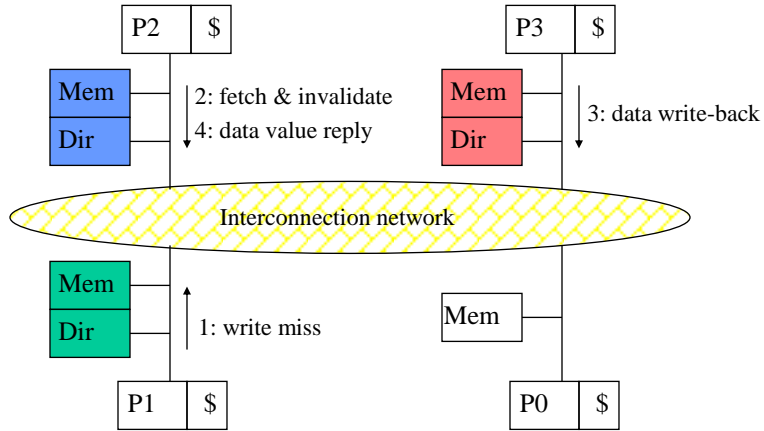 P2 $
P3 $
Mem
Dir
2: fetch & invalidate
4: data value reply
Mem
Dir
3: data write-back
Interconnection network
Mem
Dir
1: write miss
Mem
P1 $
P0 $